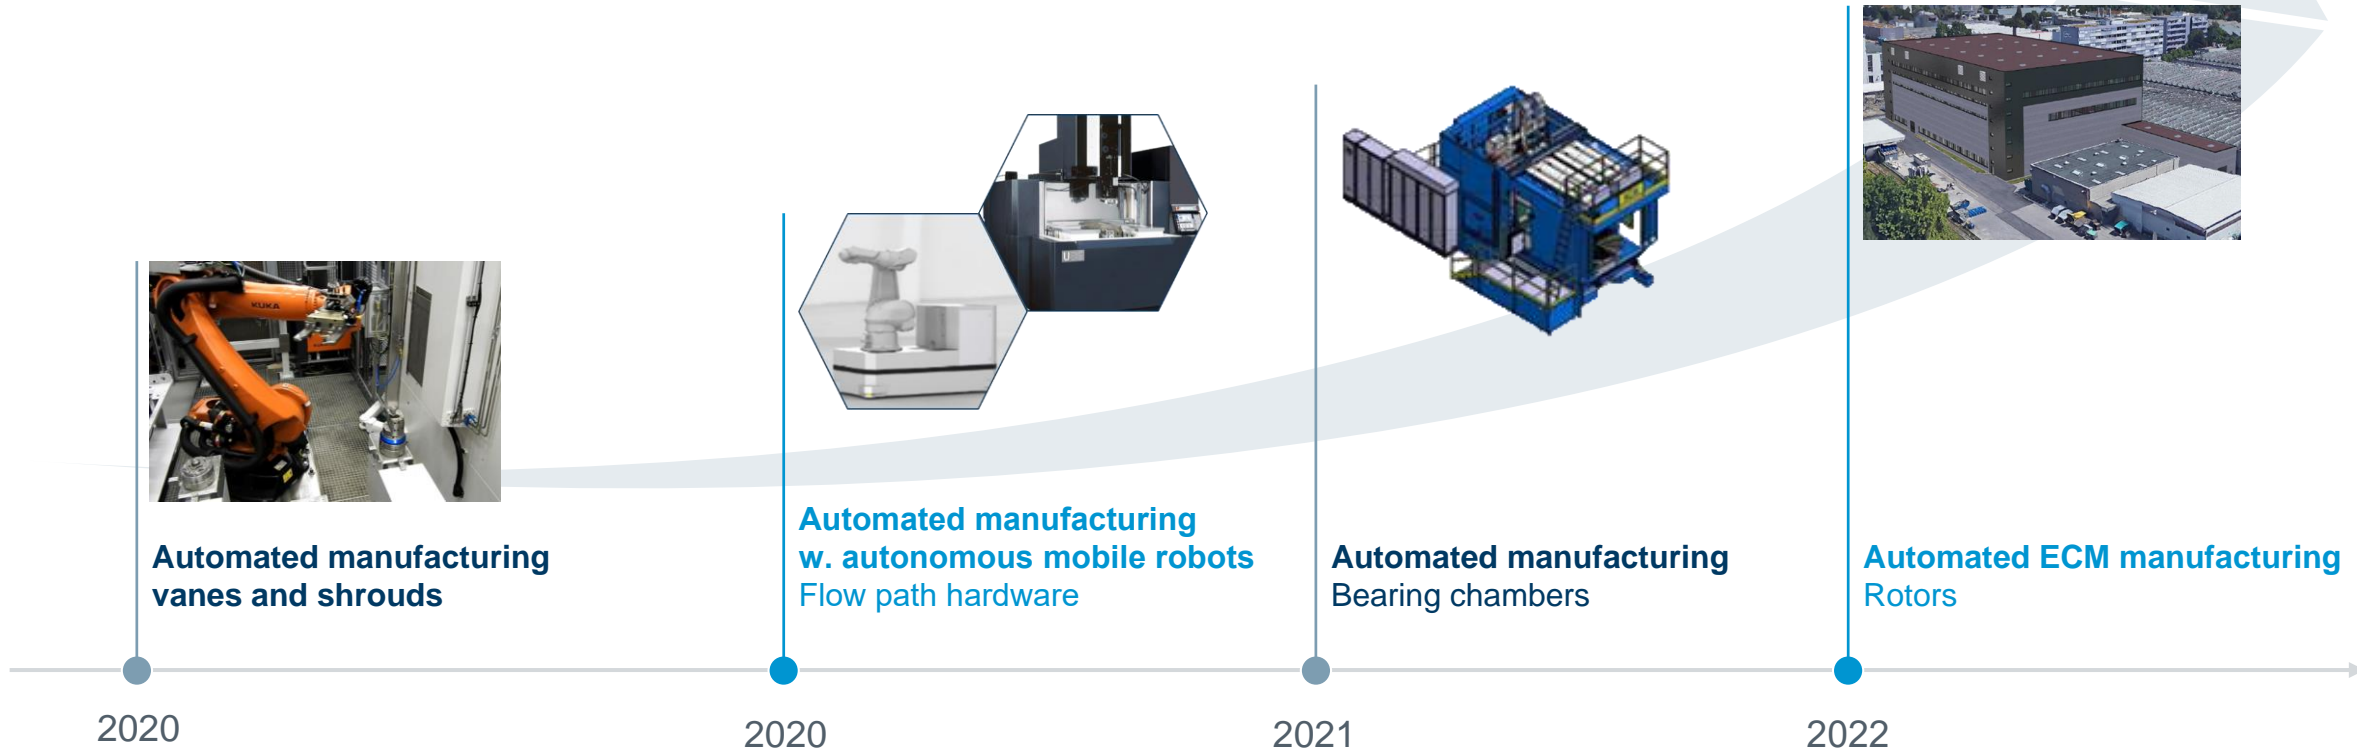 KUKA
U
Automated manufacturing
vanes and shrouds
Automated manufacturing
w. autonomous mobile robots
Flow path hardware
Automated manufacturing
Bearing chambers
Automated ECM manufacturing
Rotors
2020
2020
2021
2022